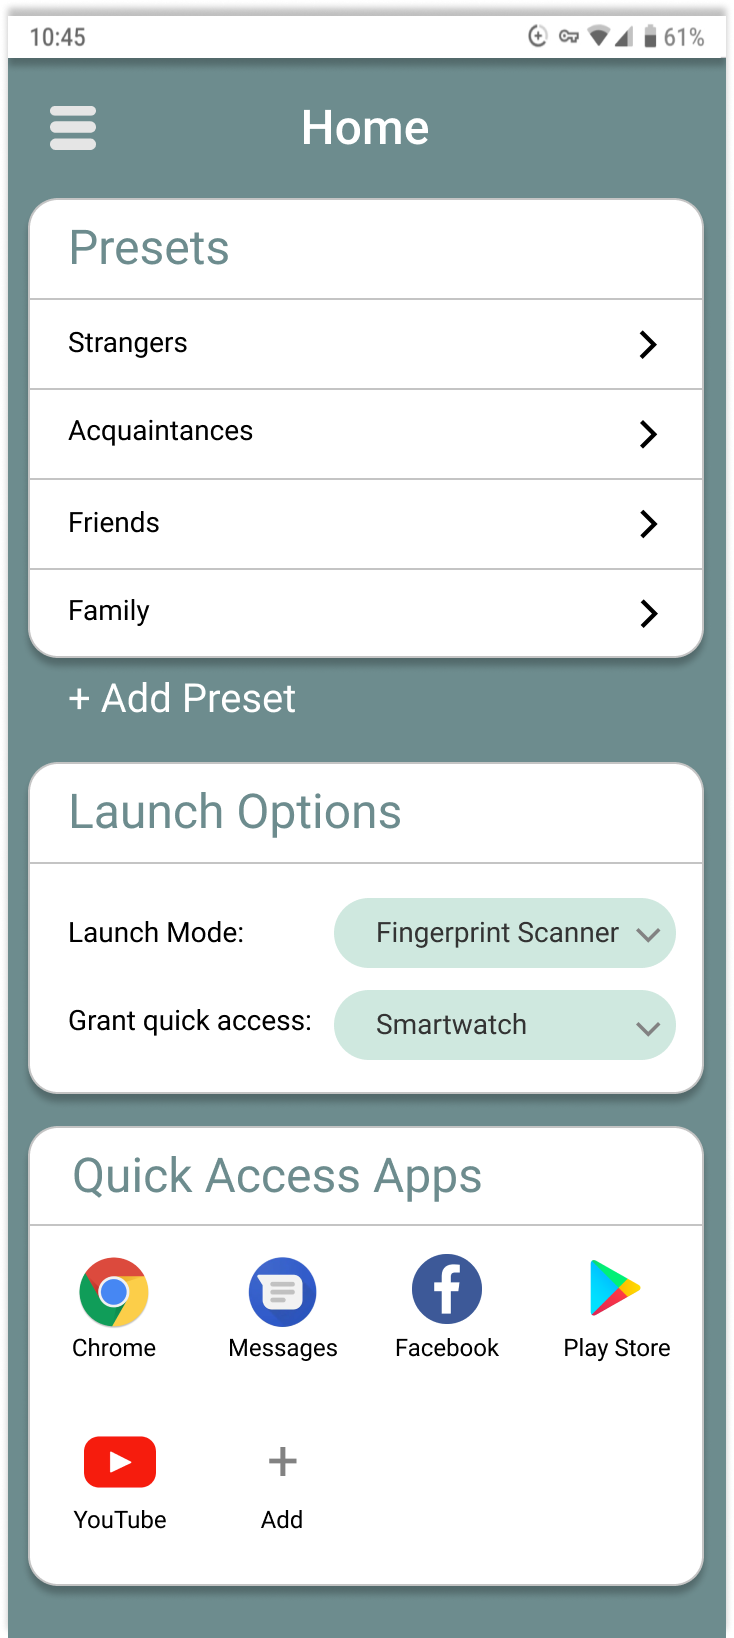 10:45
61%
Home
Presets
Strangers
Acquaintances
Friends
Family
+ Add Preset
Launch Options
Launch Mode: Fingerprint Scanner
Grant quick access: Smartwatch
Quick Access Apps
Chrome Messages Facebook Play Store
YouTube Add